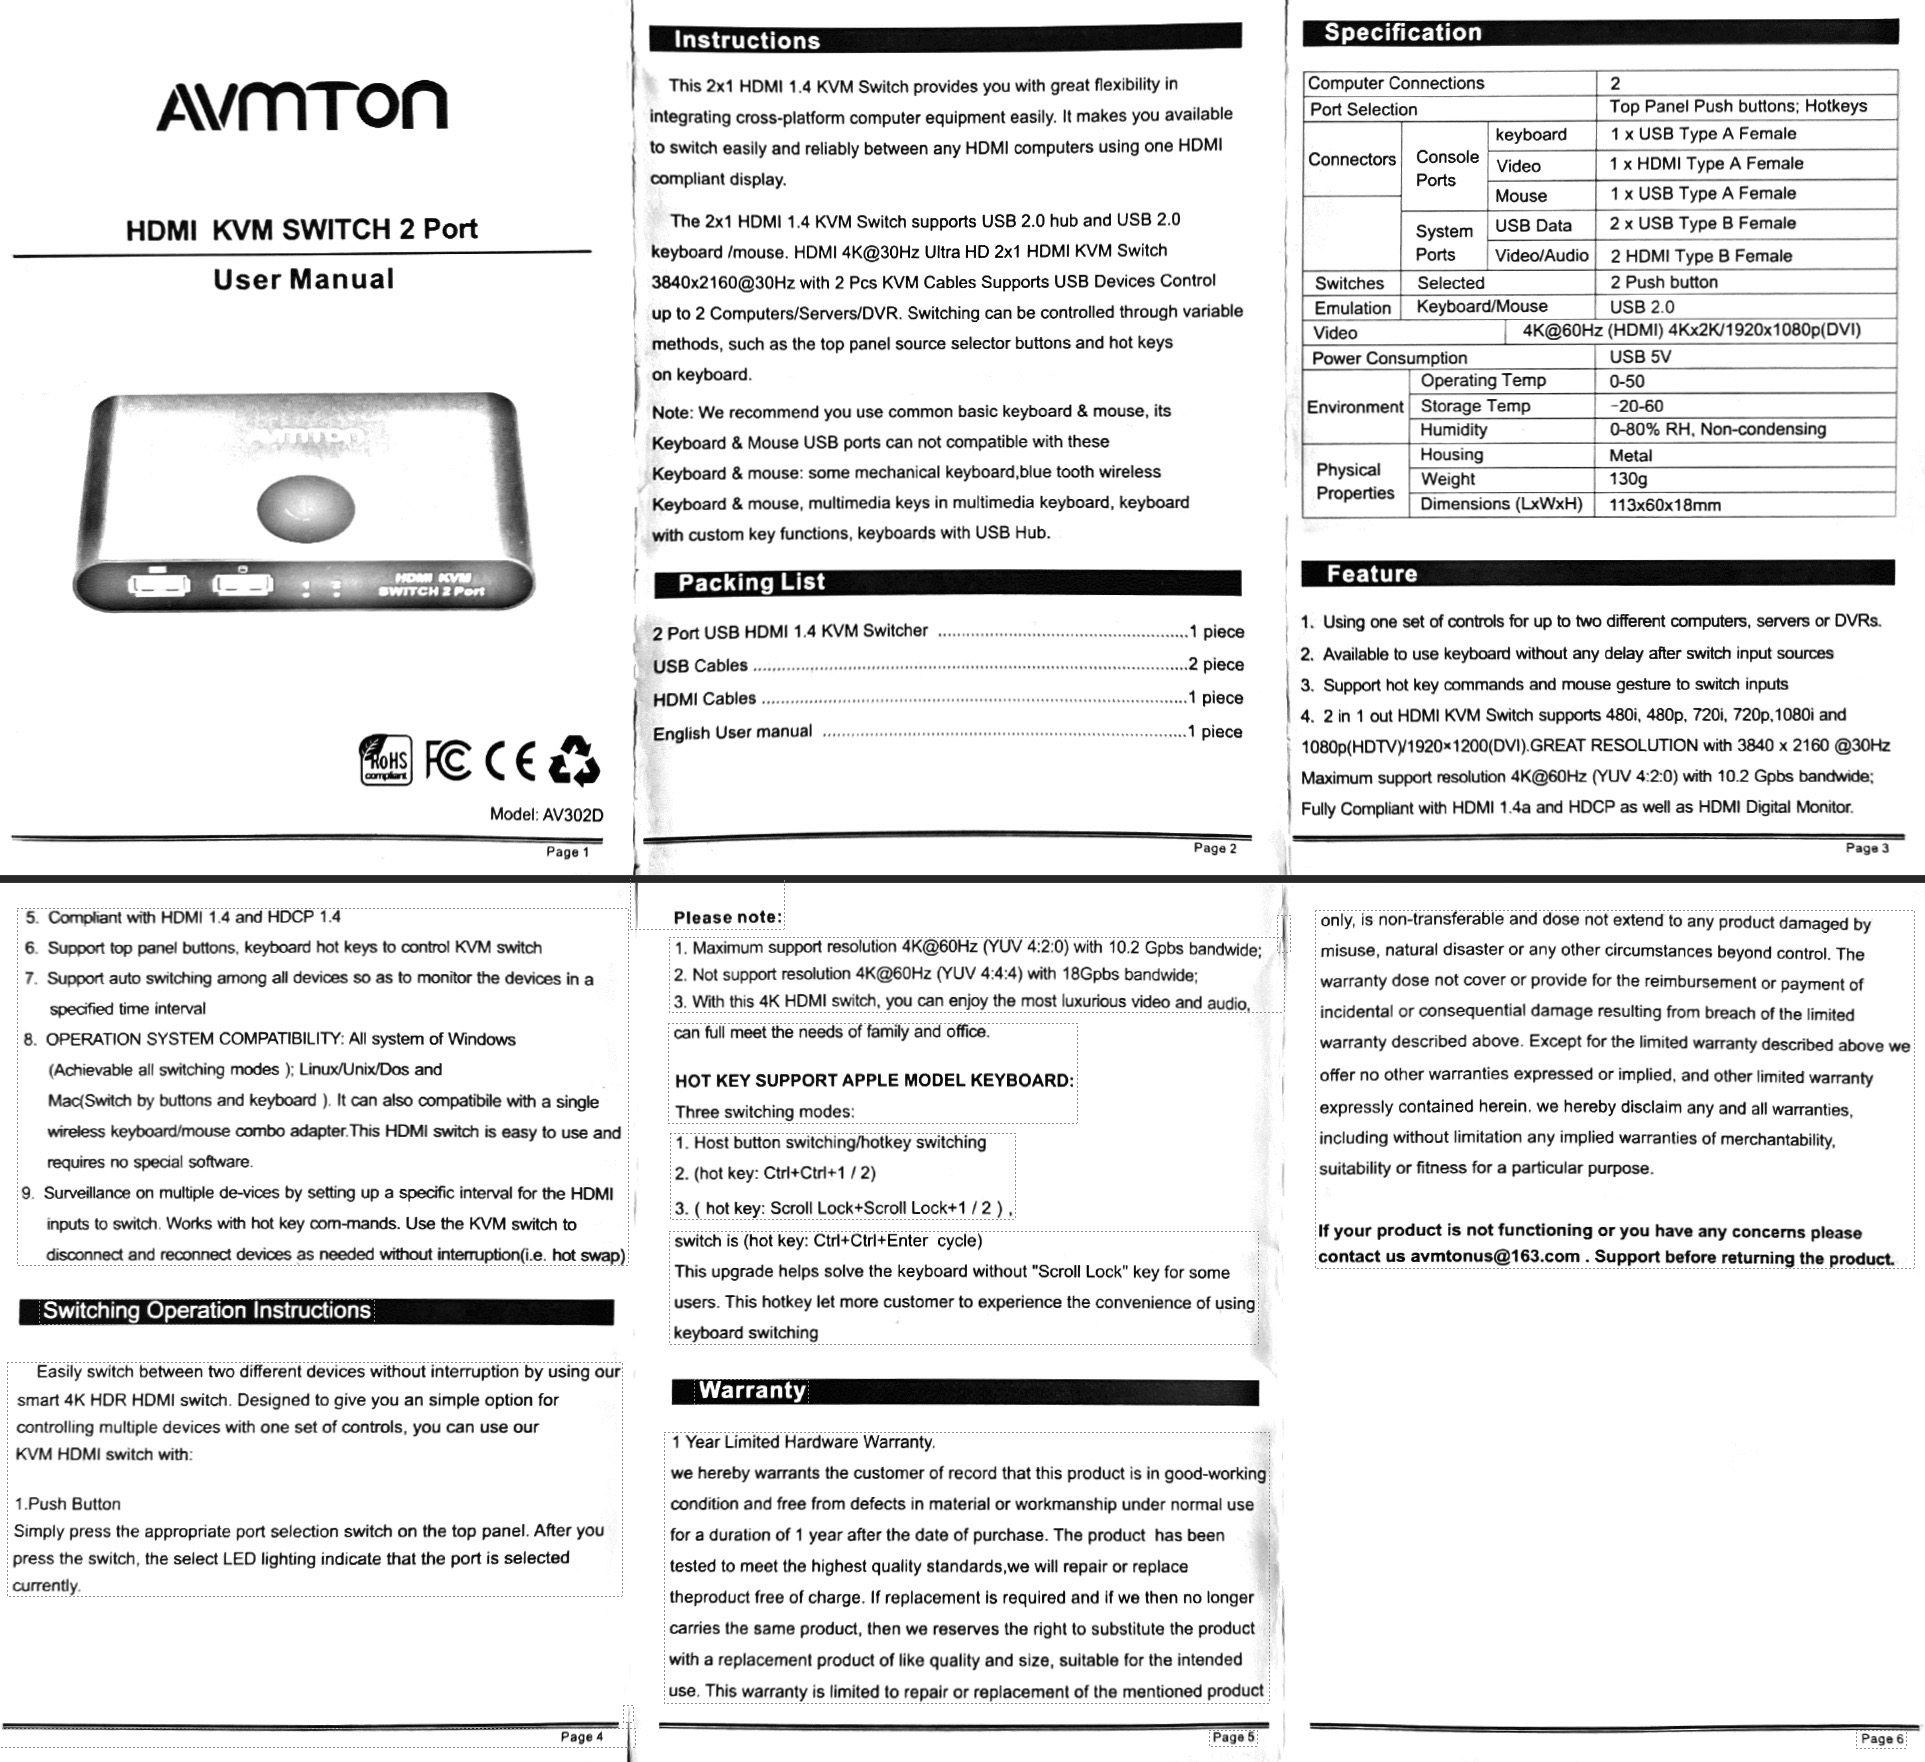 AVMTON
HDMI KVM SWITCH 2 Port
User Manual
AVMTON
HDMI KVM
SWITCH 2 Port
RoHS
compliant
FC CE
Model: AV302D
Page 1
Instructions
This 2x1 HDMI 1.4 KVM Switch provides you with great flexibility in
integrating cross-platform computer equipment easily. It makes you available
to switch easily and reliably between any HDMI computers using one HDMI
compliant display.
The 2x1 HDMI 1.4 KVM Switch supports USB 2.0 hub and USB 2.0
keyboard /mouse. HDMI 4K@30Hz Ultra HD 2x1 HDMI KVM Switch
3840x2160@30Hz with 2 Pcs KVM Cables Supports USB Devices Control
up to 2 Computers/Servers/DVR. Switching can be controlled through variable
methods, such as the top panel source selector buttons and hot keys
on keyboard.
Note: We recommend you use common basic keyboard & mouse, its
Keyboard & Mouse USB ports can not compatible with these
Keyboard & mouse: some mechanical keyboard,blue tooth wireless
Keyboard & mouse, multimedia keys in multimedia keyboard, keyboard
with custom key functions, keyboards with USB Hub.
Packing List
2 Port USB HDMI 1.4 KVM Switcher ........................................1 piece
USB Cables ........................................2 piece
HDMI Cables ........................................1 piece
English User manual ........................................1 piece
Page 2
Specification
Computer Connections 2
Port Selection Top Panel Push buttons; Hotkeys
Connectors Console Ports keyboard 1 x USB Type A Female
Video 1 x HDMI Type A Female
Mouse 1 x USB Type A Female
System Ports USB Data 2 x USB Type B Female
Video/Audio 2 HDMI Type B Female
Switches Selected 2 Push button
Emulation Keyboard/Mouse USB 2.0
Video 4K@60Hz (HDMI) 4Kx2K/1920x1080p(DVI)
Power Consumption USB 5V
Environment Operating Temp 0-50
Storage Temp -20-60
Humidity 0-80% RH, Non-condensing
Physical Properties Housing Metal
Weight 130g
Dimensions (LxWxH) 113x60x18mm
Feature
1. Using one set of controls for up to two different computers, servers or DVRs.
2. Available to use keyboard without any delay after switch input sources
3. Support hot key commands and mouse gesture to switch inputs
4. 2 in 1 out HDMI KVM Switch supports 480i, 480p, 720i, 720p,1080i and
1080p(HDTV)/1920×1200(DVI).GREAT RESOLUTION with 3840 x 2160 @30Hz
Maximum support resolution 4K@60Hz (YUV 4:2:0) with 10.2 Gpbs bandwide;
Fully Compliant with HDMI 1.4a and HDCP as well as HDMI Digital Monitor.
Page 3
5. Compliant with HDMI 1.4 and HDCP 1.4
6. Support top panel buttons, keyboard hot keys to control KVM switch
7. Support auto switching among all devices so as to monitor the devices in a
specified time interval
8. OPERATION SYSTEM COMPATIBILITY: All system of Windows
(Achievable all switching modes ); Linux/Unix/Dos and
Mac(Switch by buttons and keyboard ). It can also compatibile with a single
wireless keyboard/mouse combo adapter.This HDMI switch is easy to use and
requires no special software.
9. Surveillance on multiple de-vices by setting up a specific interval for the HDMI
inputs to switch. Works with hot key com-mands. Use the KVM switch to
disconnect and reconnect devices as needed without interruption(i.e. hot swap)
Switching Operation Instructions
Easily switch between two different devices without interruption by using our
smart 4K HDR HDMI switch. Designed to give you an simple option for
controlling multiple devices with one set of controls, you can use our
KVM HDMI switch with:
1.Push Button
Simply press the appropriate port selection switch on the top panel. After you
press the switch, the select LED lighting indicate that the port is selected
currently.
Page 4
Please note:
1. Maximum support resolution 4K@60Hz (YUV 4:2:0) with 10.2 Gpbs bandwide;
2. Not support resolution 4K@60Hz (YUV 4:4:4) with 18Gpbs bandwide;
3. With this 4K HDMI switch, you can enjoy the most luxurious video and audio,
can full meet the needs of family and office.
HOT KEY SUPPORT APPLE MODEL KEYBOARD:
Three switching modes:
1. Host button switching/hotkey switching
2. (hot key: Ctrl+Ctrl+1 / 2)
3. ( hot key: Scroll Lock+Scroll Lock+1 / 2 ) ,
switch is (hot key: Ctrl+Ctrl+Enter cycle)
This upgrade helps solve the keyboard without "Scroll Lock" key for some
users. This hotkey let more customer to experience the convenience of using
keyboard switching
Warranty
1 Year Limited Hardware Warranty.
we hereby warrants the customer of record that this product is in good-working
condition and free from defects in material or workmanship under normal use
for a duration of 1 year after the date of purchase. The product has been
tested to meet the highest quality standards,we will repair or replace
theproduct free of charge. If replacement is required and if we then no longer
carries the same product, then we reserves the right to substitute the product
with a replacement product of like quality and size, suitable for the intended
use. This warranty is limited to repair or replacement of the mentioned product
Page 5
only, is non-transferable and dose not extend to any product damaged by
misuse, natural disaster or any other circumstances beyond control. The
warranty dose not cover or provide for the reimbursement or payment of
incidental or consequential damage resulting from breach of the limited
warranty described above. Except for the limited warranty described above we
offer no other warranties expressed or implied, and other limited warranty
expressly contained herein. we hereby disclaim any and all warranties,
including without limitation any implied warranties of merchantability,
suitability or fitness for a particular purpose.
If your product is not functioning or you have any concerns please
contact us avmtonus@163.com . Support before returning the product.
Page 6